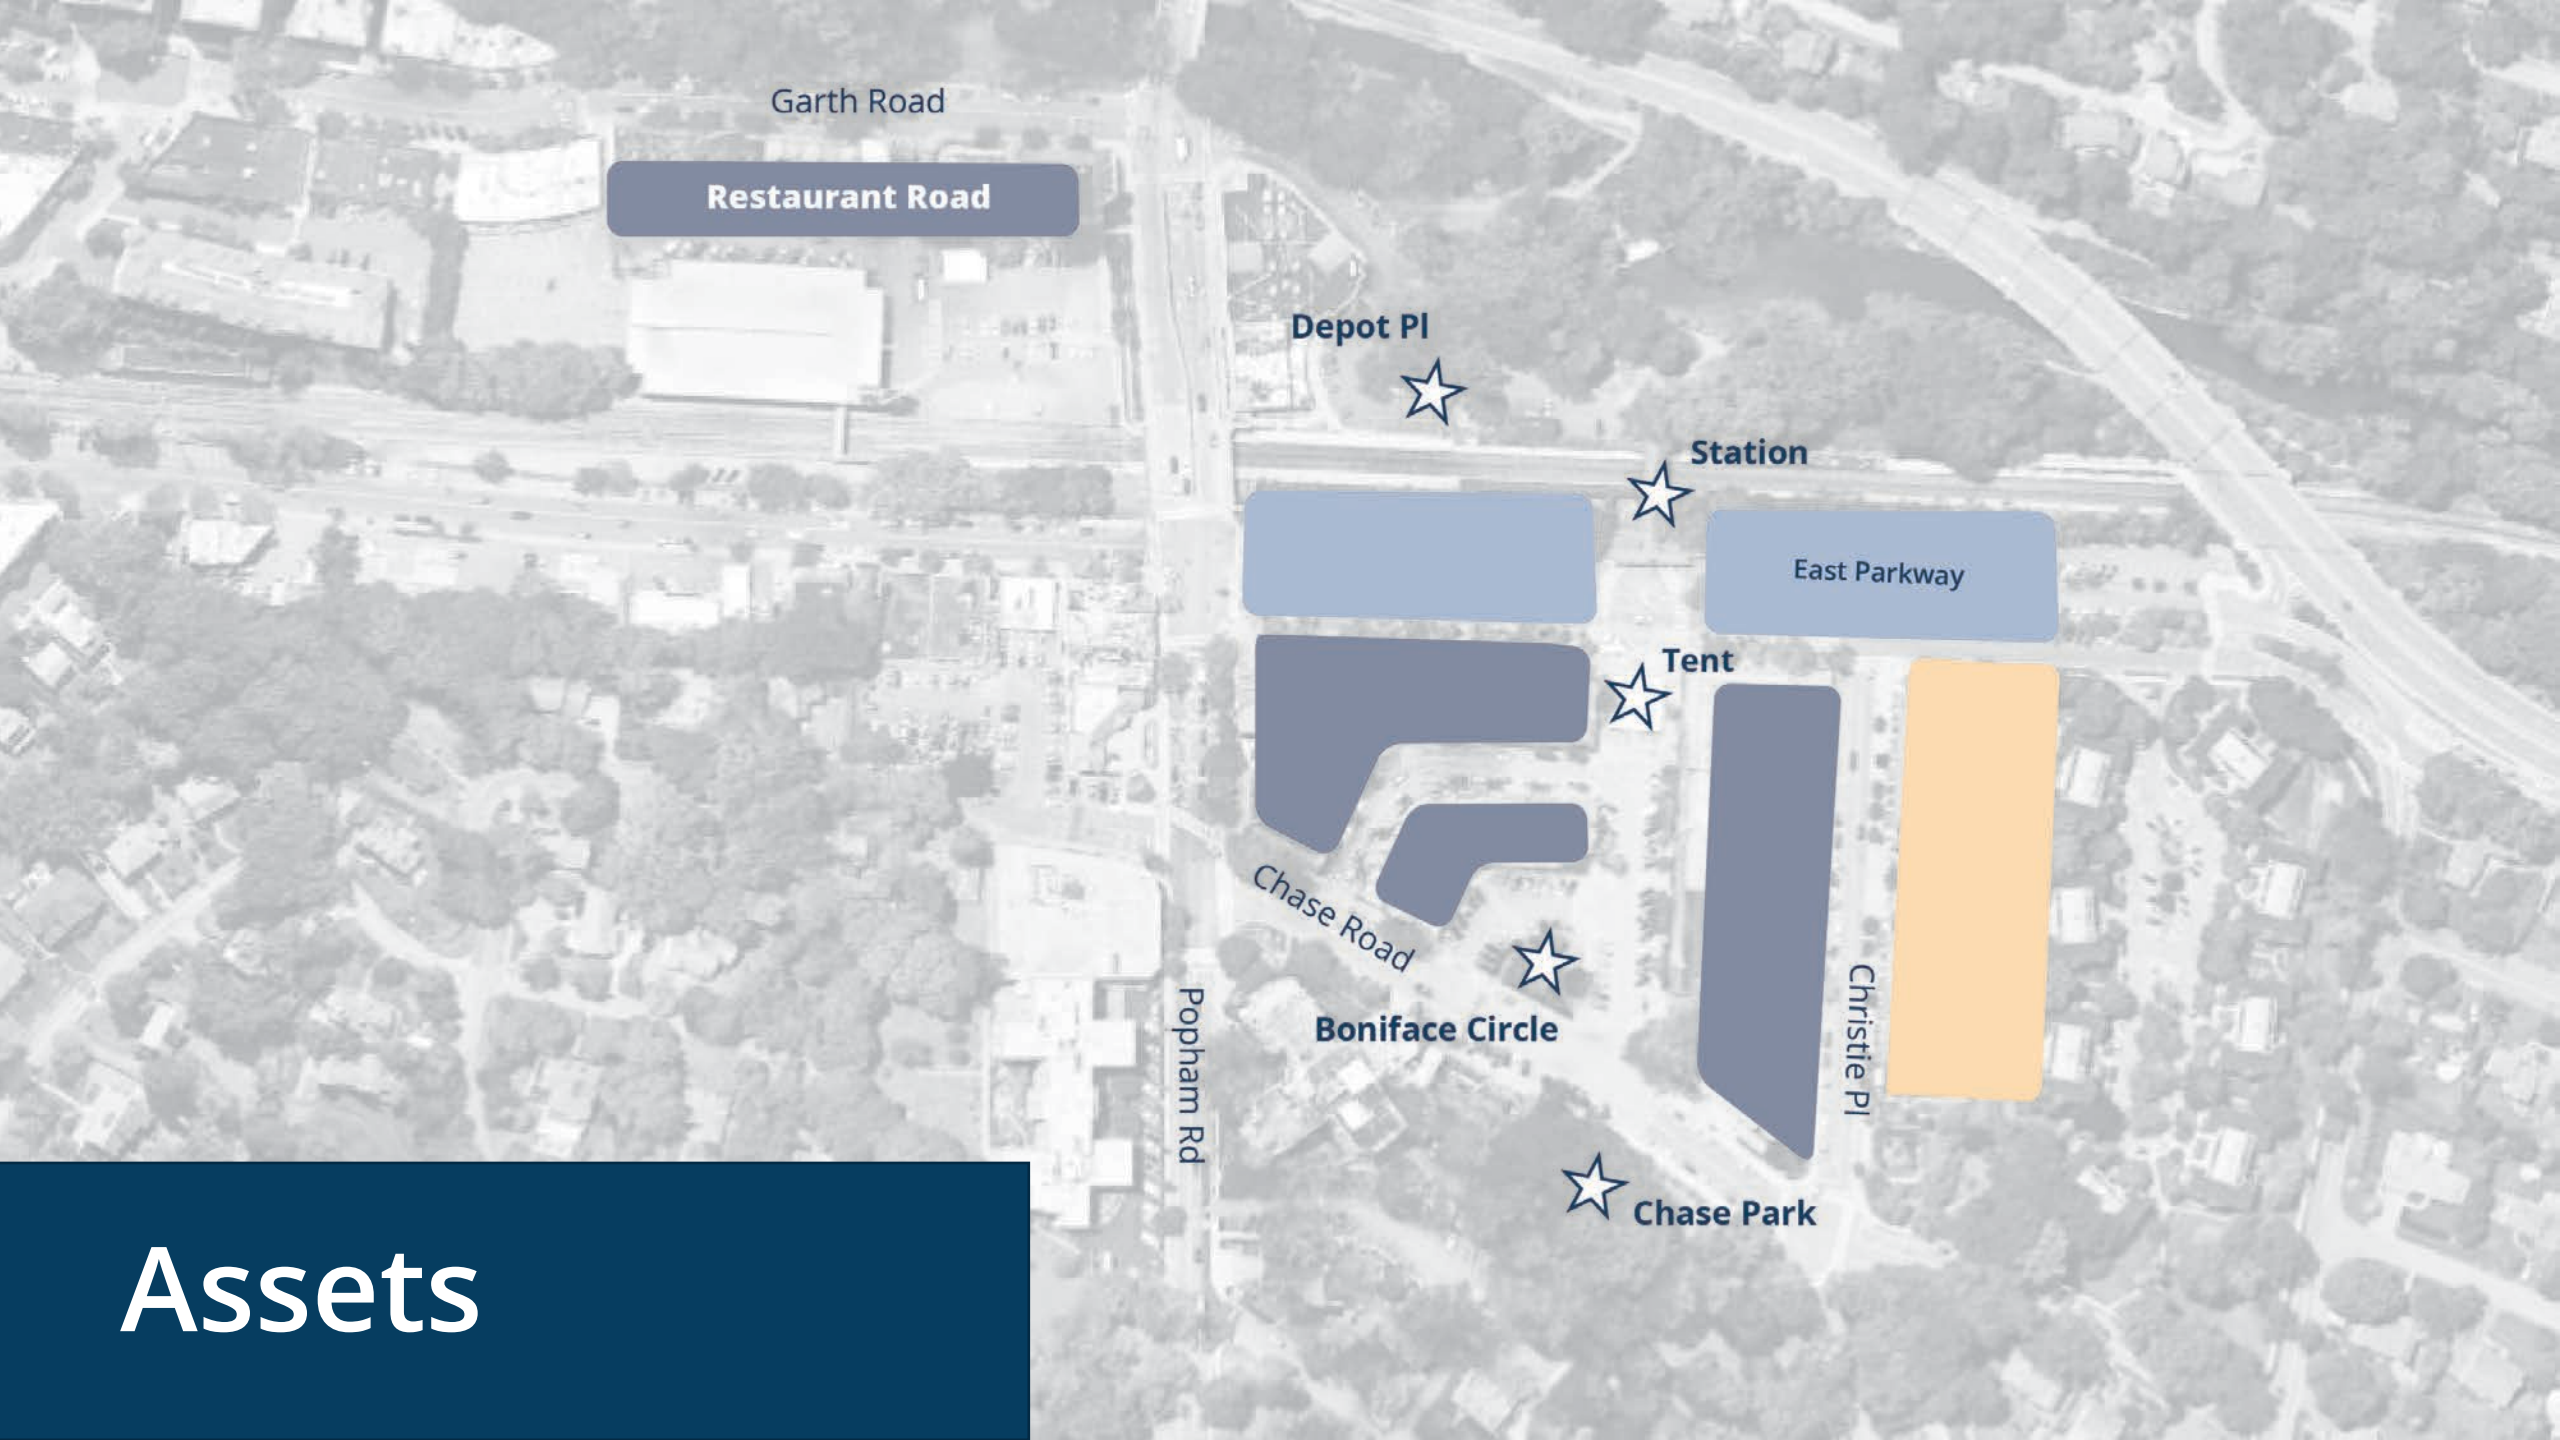 Garth Road
Restaurant Road
Depot Pl
Station
East Parkway
Tent
Chase Road
Boniface Circle
Christie Pl
Popham Rd
Chase Park
Assets